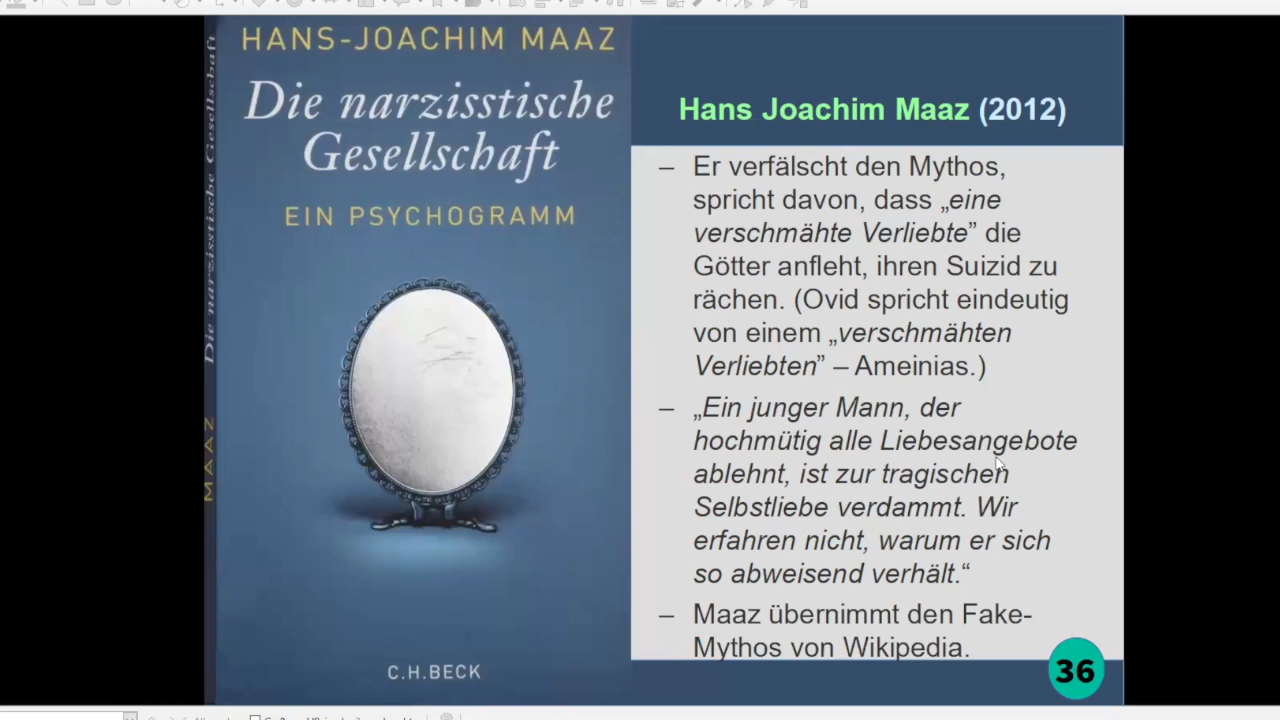 HANS-JOACHIM MAAZ
Die narzisstische
Gesellschaft
EIN PSYCHOGRAMM
C.H.BECK
MAAZ
Die narzisstische Gesellschaft
Hans Joachim Maaz (2012)
– Er verfälscht den Mythos,
spricht davon, dass „eine
verschmähte Verliebte” die
Götter anfleht, ihren Suizid zu
rächen. (Ovid spricht eindeutig
von einem „verschmähten
Verliebten” – Ameinias.)
– „Ein junger Mann, der
hochmütig alle Liebesangebote
ablehnt, ist zur tragischen
Selbstliebe verdammt. Wir
erfahren nicht, warum er sich
so abweisend verhält.“
– Maaz übernimmt den Fake-
Mythos von Wikipedia.
36